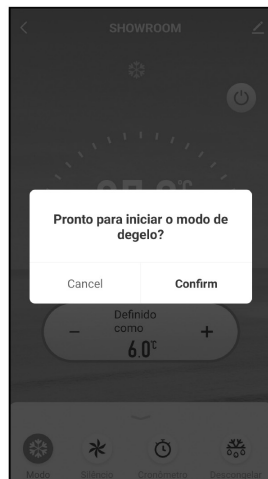 SHOWROOM
Pronto para iniciar o modo de
degelo?
Cancel
Confirm
Definido
como
− 6.0℃ +
Modo
Silêncio
Cronômetro
Descongelar